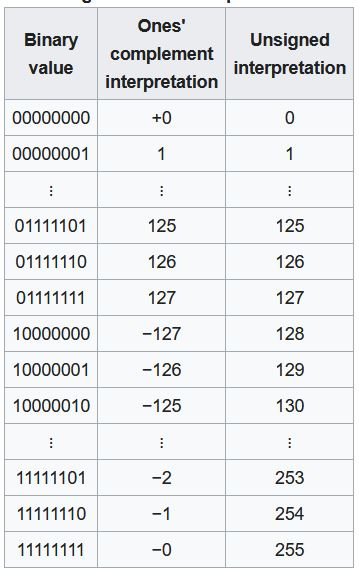 Binary value | Ones' complement interpretation | Unsigned interpretation
00000000 | +0 | 0
00000001 | 1 | 1
⋮ | ⋮ | ⋮
01111101 | 125 | 125
01111110 | 126 | 126
01111111 | 127 | 127
10000000 | −127 | 128
10000001 | −126 | 129
10000010 | −125 | 130
⋮ | ⋮ | ⋮
11111101 | −2 | 253
11111110 | −1 | 254
11111111 | −0 | 255